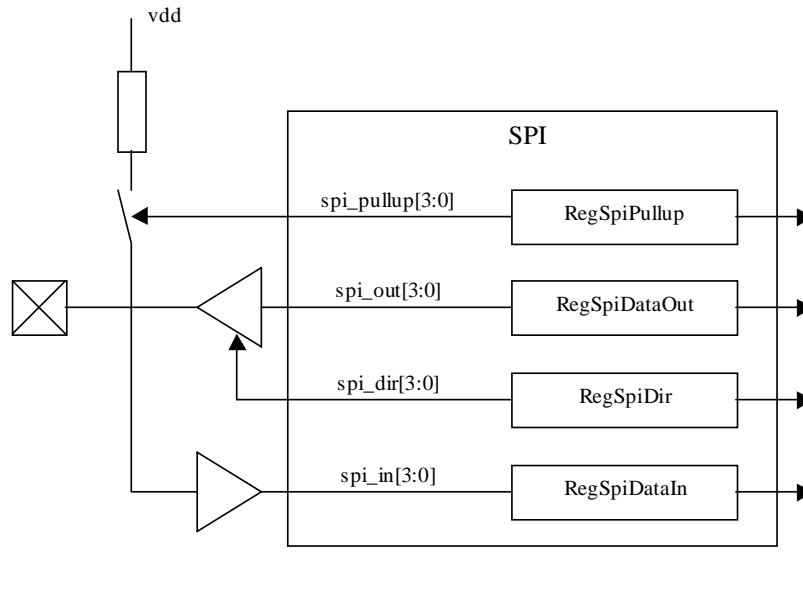 vdd
SPI
spi_pullup[3:0]
RegSpiPullup
spi_out[3:0]
RegSpiDataOut
spi_dir[3:0]
RegSpiDir
spi_in[3:0]
RegSpiDataIn